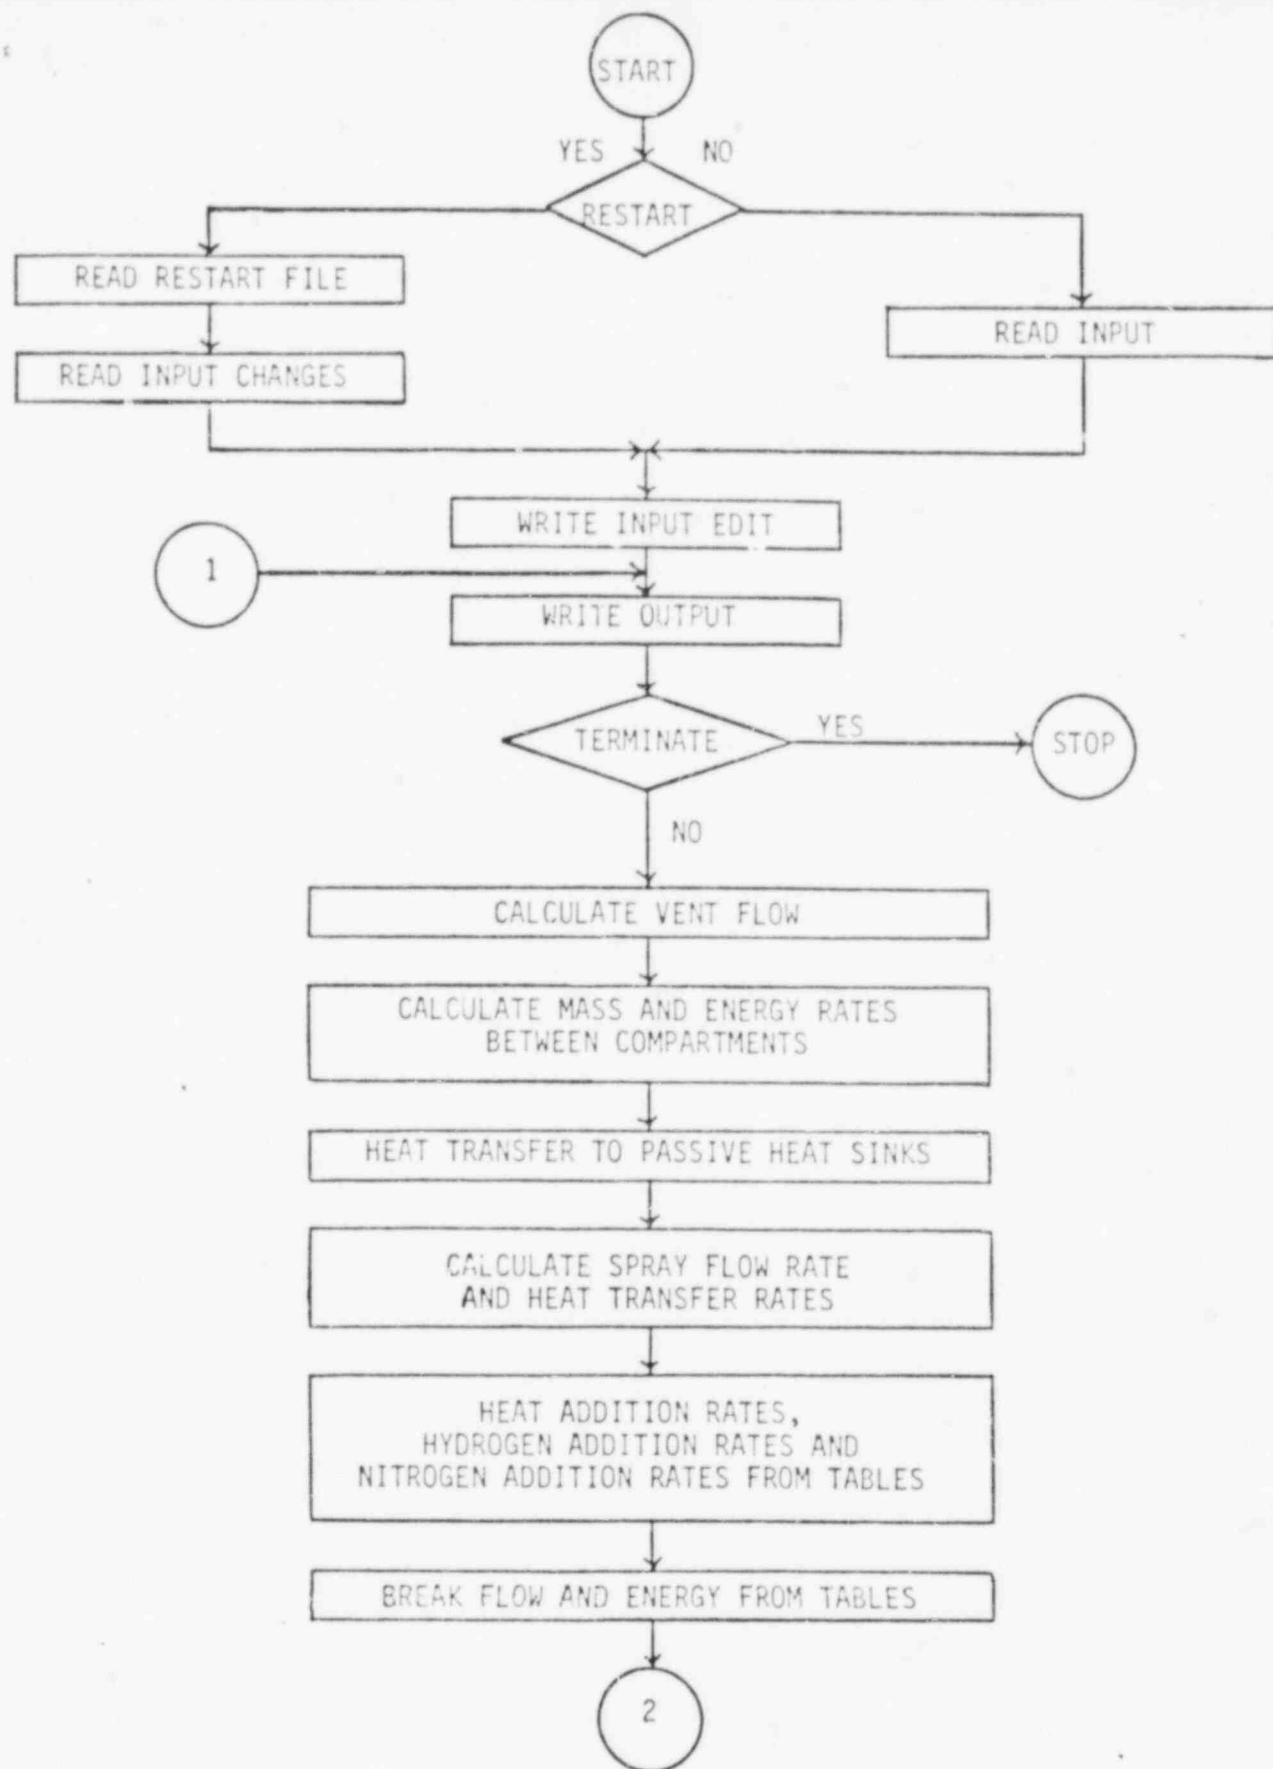 START
YES NO
RESTART
READ RESTART FILE
READ INPUT
READ INPUT CHANGES
WRITE INPUT EDIT
1
WRITE OUTPUT
TERMINATE
YES
STOP
NO
CALCULATE VENT FLOW
CALCULATE MASS AND ENERGY RATES
BETWEEN COMPARTMENTS
HEAT TRANSFER TO PASSIVE HEAT SINKS
CALCULATE SPRAY FLOW RATE
AND HEAT TRANSFER RATES
HEAT ADDITION RATES,
HYDROGEN ADDITION RATES AND
NITROGEN ADDITION RATES FROM TABLES
BREAK FLOW AND ENERGY FROM TABLES
2